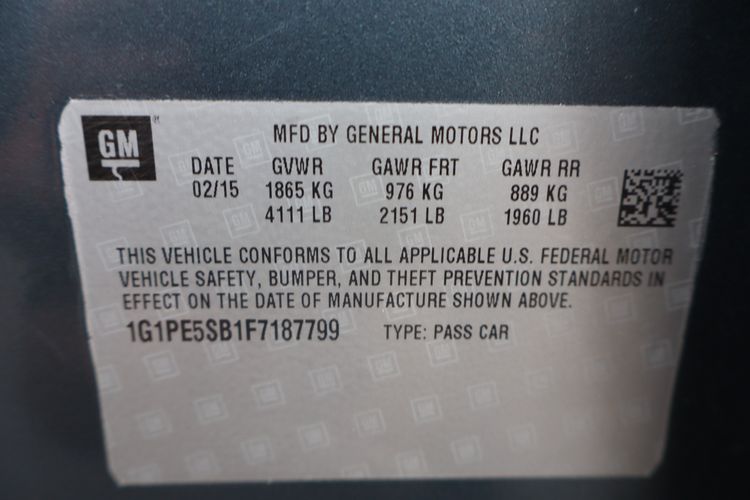 GM
MFD BY GENERAL MOTORS LLC
DATE GVWR GAWR FRT GAWR RR
02/15 1865 KG 976 KG 889 KG
4111 LB 2151 LB 1960 LB
THIS VEHICLE CONFORMS TO ALL APPLICABLE U.S. FEDERAL MOTOR
VEHICLE SAFETY, BUMPER, AND THEFT PREVENTION STANDARDS IN
EFFECT ON THE DATE OF MANUFACTURE SHOWN ABOVE.
1G1PE5SB1F7187799 TYPE: PASS CAR